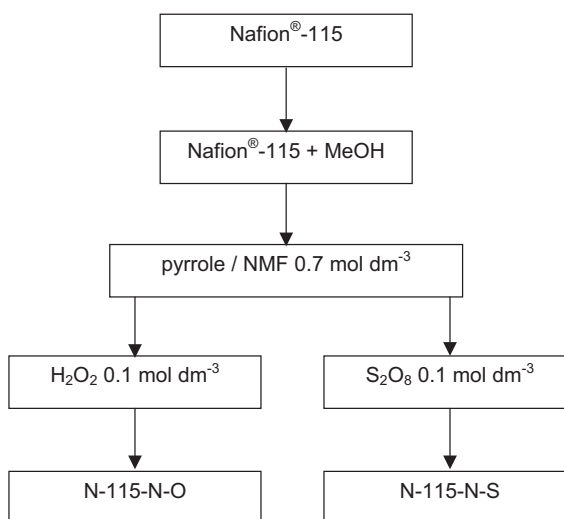 Nafion®-115
Nafion®-115 + MeOH
pyrrole / NMF 0.7 mol dm⁻³
H₂O₂ 0.1 mol dm⁻³
S₂O₈ 0.1 mol dm⁻³
N-115-N-O
N-115-N-S